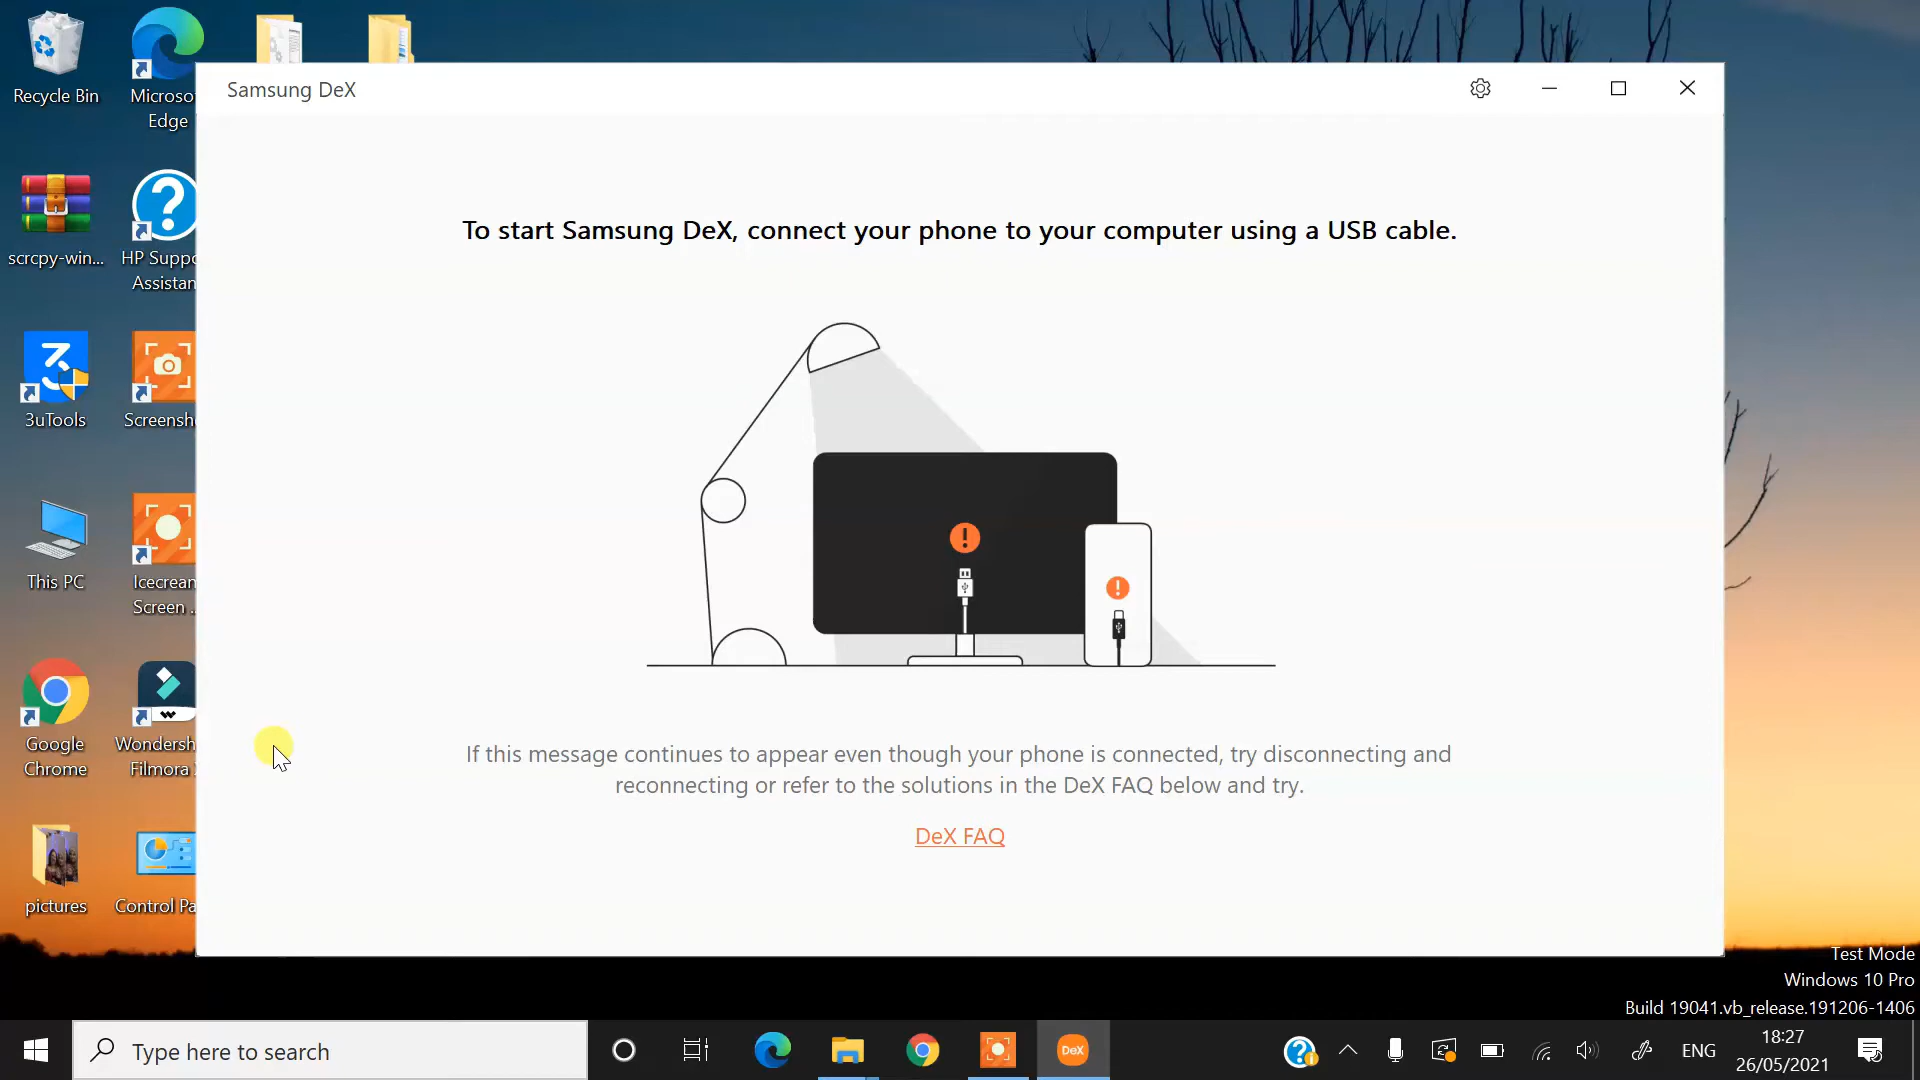 Recycle Bin
Microso
Edge
Samsung DeX
scrcpy-win...
HP Suppo
Assistan
To start Samsung DeX, connect your phone to your computer using a USB cable.
3uTools
Screensh
This PC
Icecream
Screen ...
Google
Chrome
Wondersh
Filmora
If this message continues to appear even though your phone is connected, try disconnecting and
reconnecting or refer to the solutions in the DeX FAQ below and try.
DeX FAQ
pictures
Control Pa
Test Mode
Windows 10 Pro
Build 19041.vb_release.191206-1406
Type here to search
DeX
ENG
18:27
26/05/2021